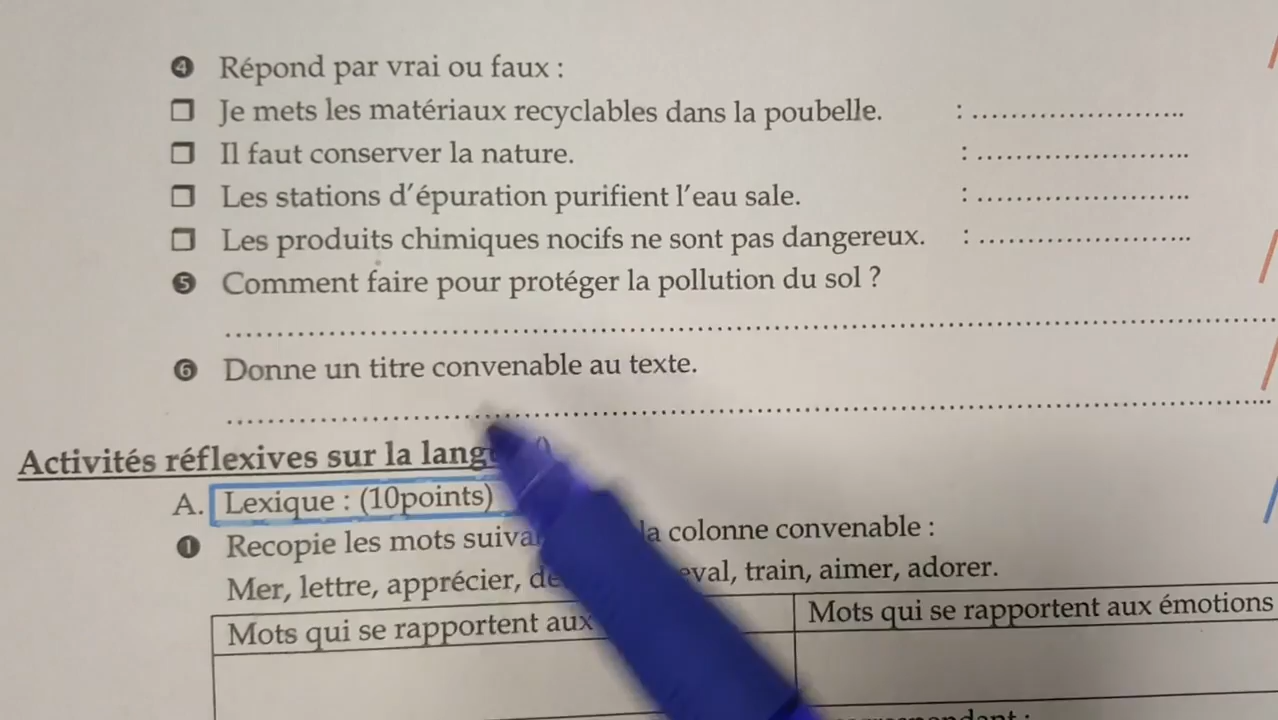 ❹ Répond par vrai ou faux :
❒ Je mets les matériaux recyclables dans la poubelle. : ........................
❒ Il faut conserver la nature. : ........................
❒ Les stations d'épuration purifient l'eau sale. : ........................
❒ Les produits chimiques nocifs ne sont pas dangereux. : ........................
❺ Comment faire pour protéger la pollution du sol ?
❻ Donne un titre convenable au texte.
Activités réflexives sur la
A. Lexique : (10points)
❶ Recopie les mots la colonne convenable :
Mer, lettre, apprécier, train, aimer, adorer.
Mots qui se rapportent aux
Mots qui se rapportent aux émotions